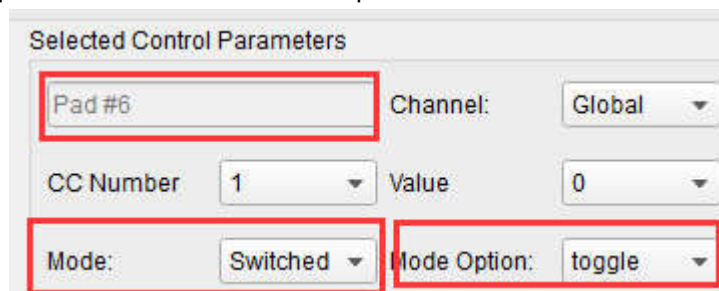 Selected Control Parameters
Pad #6 Channel: Global
CC Number 1 Value 0
Mode: Switched Mode Option: toggle